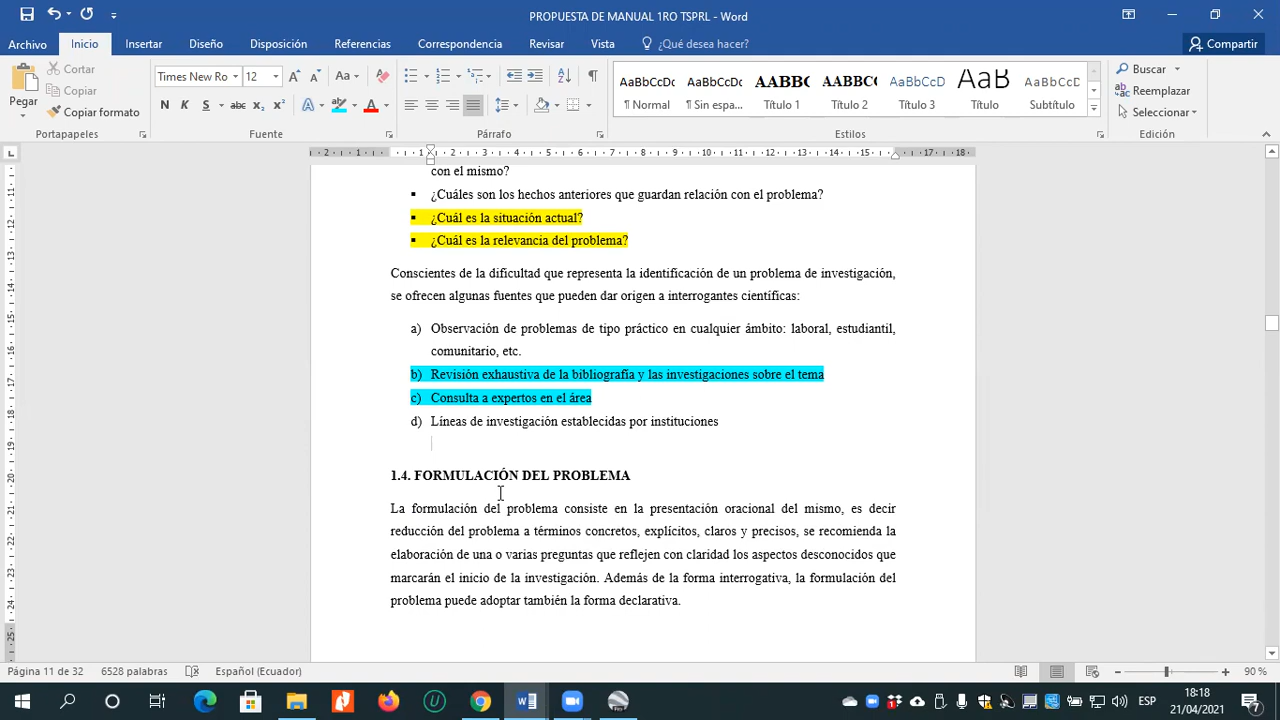 PROPUESTA DE MANUAL 1RO TSPRL - Word
Archivo Inicio Insertar Diseño Disposición Referencias Correspondencia Revisar Vista ¿Qué desea hacer? Compartir
Pegar
Cortar
Copiar
Copiar formato
Portapapeles
Times New Ro 12
Aa
N K S abc x₂ x²
Fuente
Párrafo
AaBbCcDc AaBbCcDc AABBC AABBC AaBbCcD AaB AaBbCcD
¶ Normal ¶ Sin espa... Título 1 Título 2 Título 3 Título Subtítulo
Estilos
Buscar
Reemplazar
Seleccionar
Edición
con el mismo?
▪ ¿Cuáles son los hechos anteriores que guardan relación con el problema?
▪ ¿Cuál es la situación actual?
▪ ¿Cuál es la relevancia del problema?
Conscientes de la dificultad que representa la identificación de un problema de investigación,
se ofrecen algunas fuentes que pueden dar origen a interrogantes científicas:
a) Observación de problemas de tipo práctico en cualquier ámbito: laboral, estudiantil,
comunitario, etc.
b) Revisión exhaustiva de la bibliografía y las investigaciones sobre el tema
c) Consulta a expertos en el área
d) Líneas de investigación establecidas por instituciones
1.4. FORMULACIÓN DEL PROBLEMA
La formulación del problema consiste en la presentación oracional del mismo, es decir
reducción del problema a términos concretos, explícitos, claros y precisos, se recomienda la
elaboración de una o varias preguntas que reflejen con claridad los aspectos desconocidos que
marcarán el inicio de la investigación. Además de la forma interrogativa, la formulación del
problema puede adoptar también la forma declarativa.
Página 11 de 32 6528 palabras Español (Ecuador) 90 %
ESP
18:18
21/04/2021